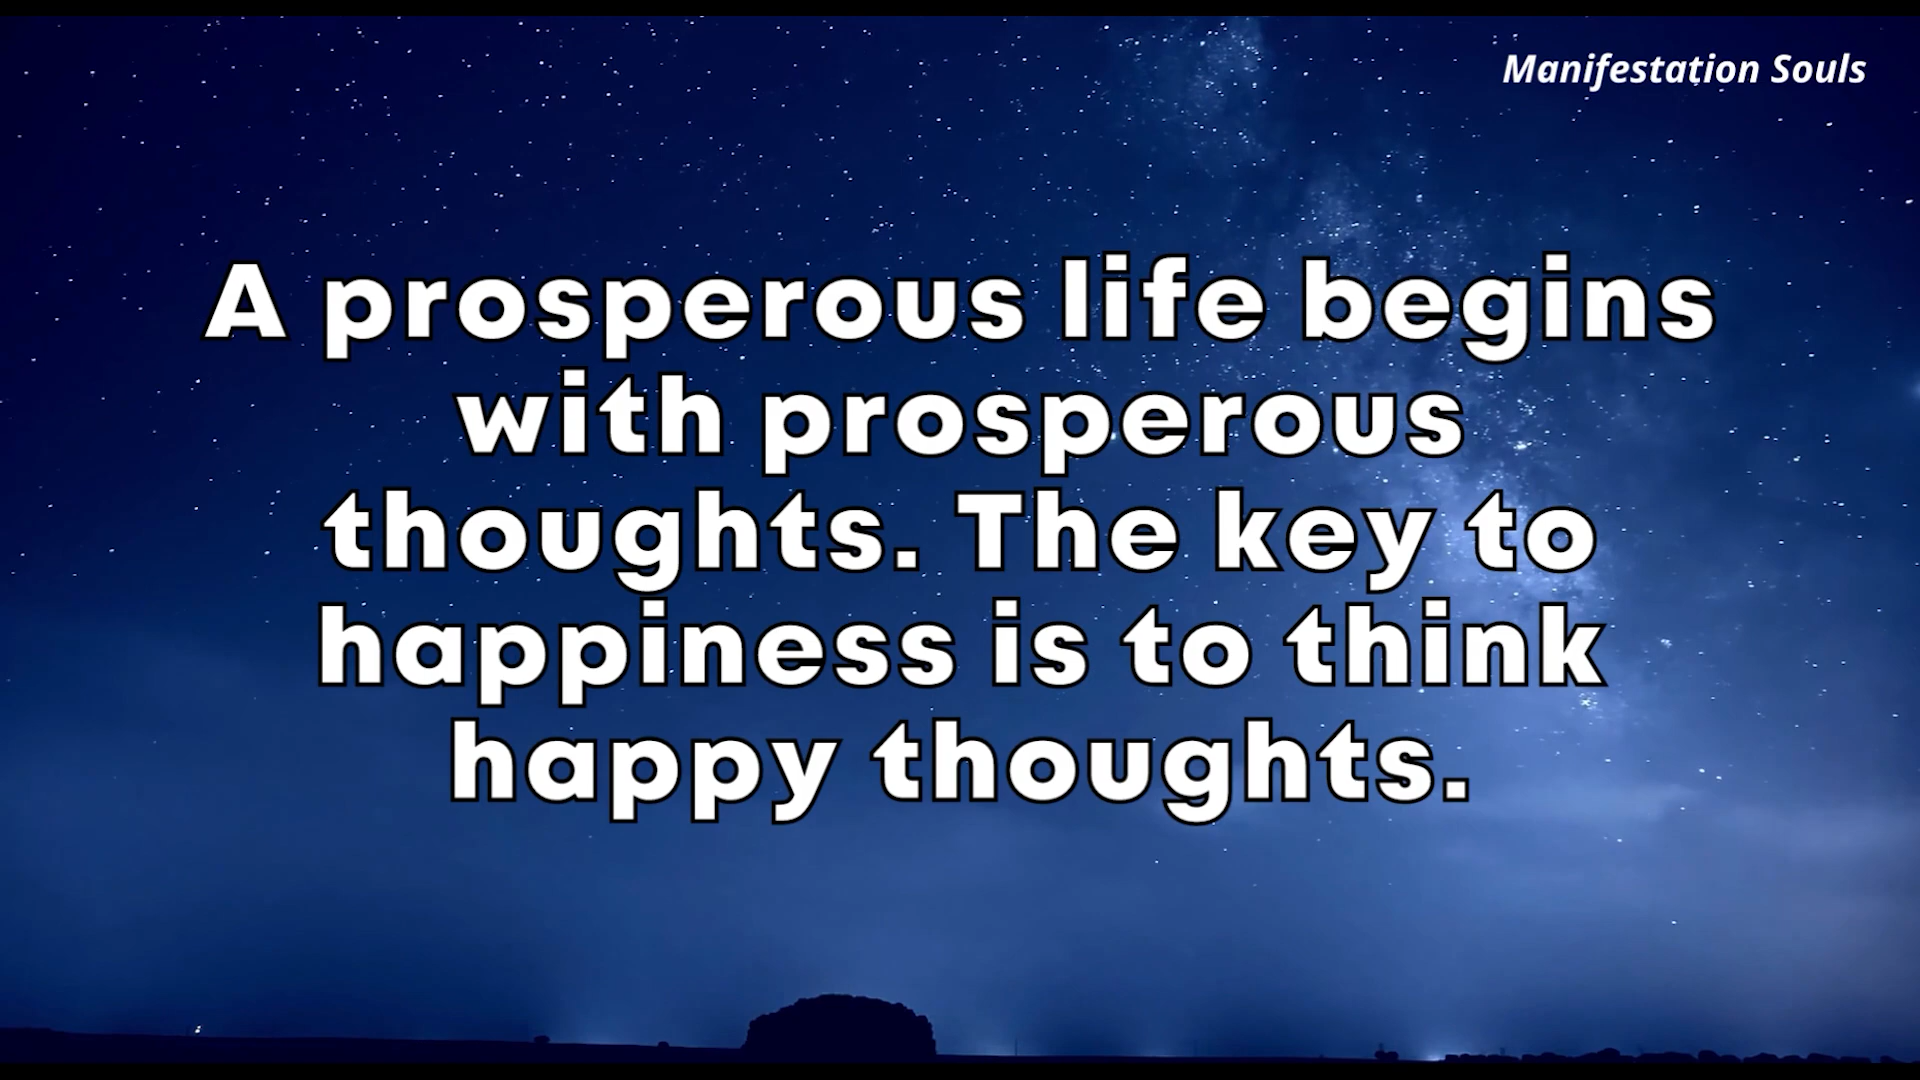 Manifestation Souls
A prosperous life begins
with prosperous
thoughts. The key to
happiness is to think
happy thoughts.